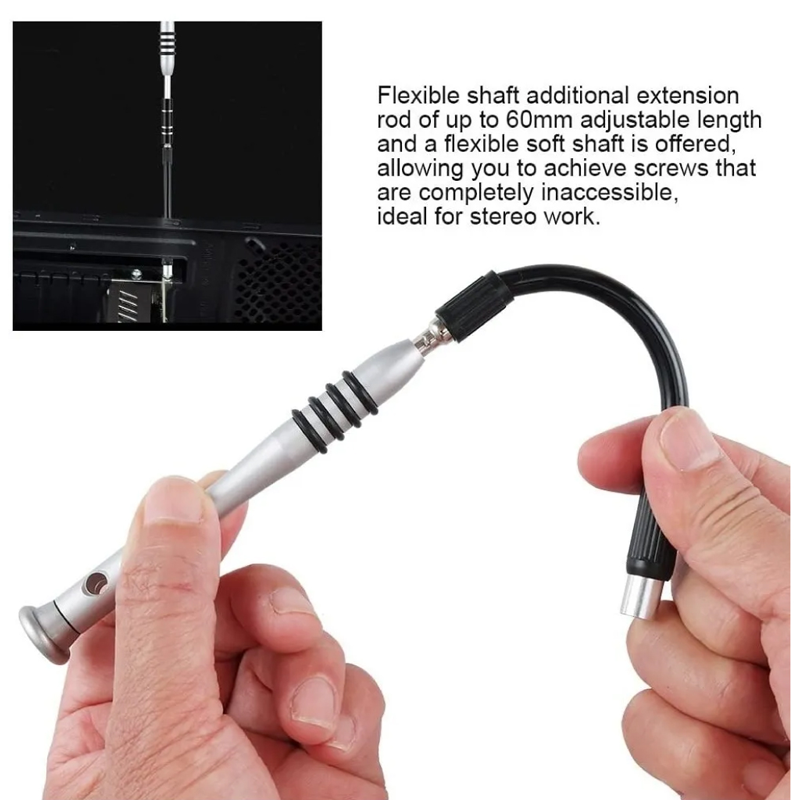 Flexible shaft additional extension
rod of up to 60mm adjustable length
and a flexible soft shaft is offered,
allowing you to achieve screws that
are completely inaccessible,
ideal for stereo work.